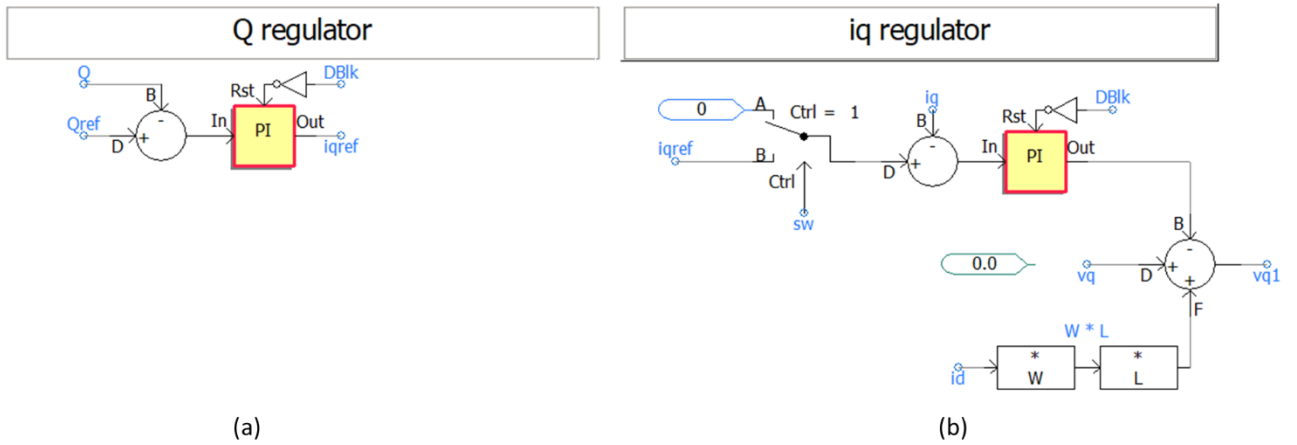 Q regulator
iq regulator
Q
DBlk
B
Rst
-
Qref
D
+
In
PI
Out
iqref
0
A
Ctrl = 1
iq
DBlk
B
Rst
-
iqref
B
D
+
In
PI
Out
Ctrl
sw
B
-
0.0
vq
D
+
+
vq1
F
W * L
id
*
W
*
L
(a)
(b)